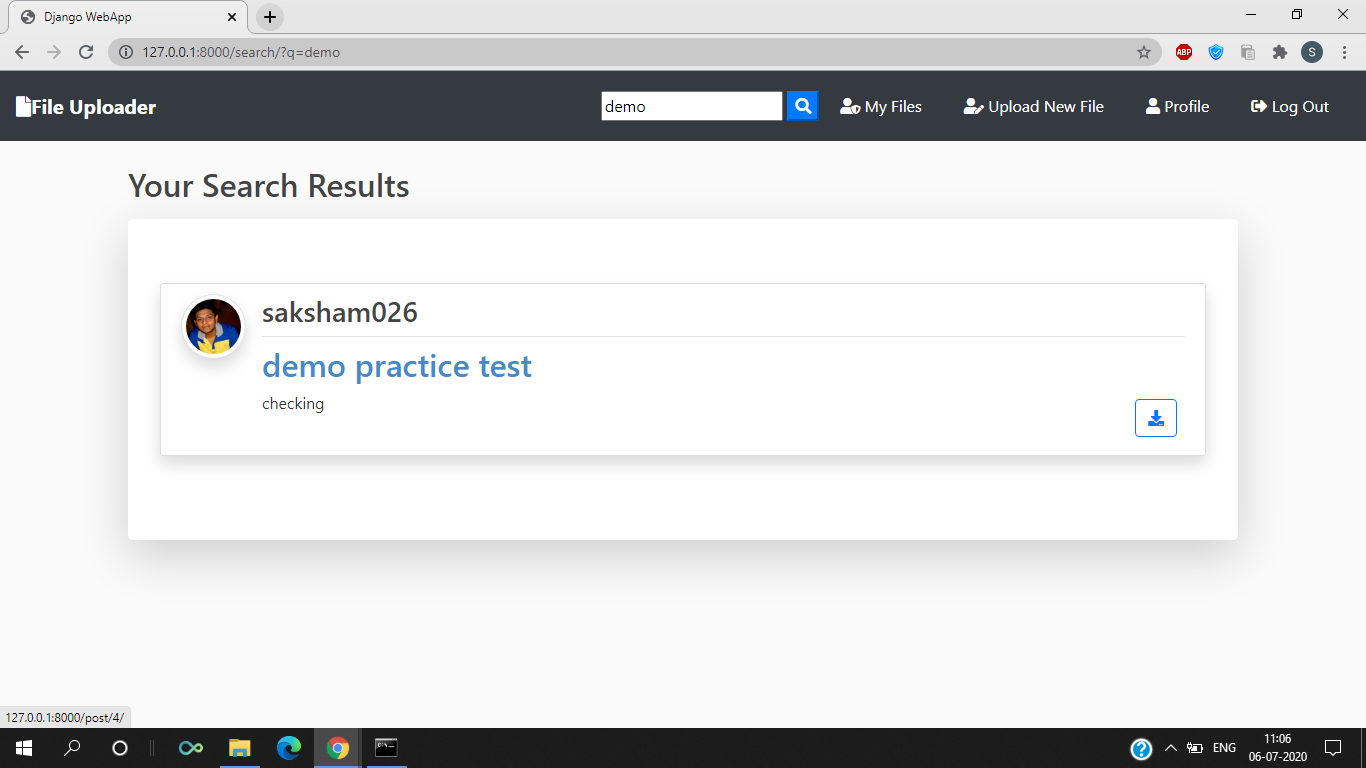 Django WebApp
127.0.0.1:8000/search/?q=demo
ABP
S
File Uploader
demo
My Files
Upload New File
Profile
Log Out
Your Search Results
saksham026
demo practice test
checking
127.0.0.1:8000/post/4/
ENG
11:06
06-07-2020